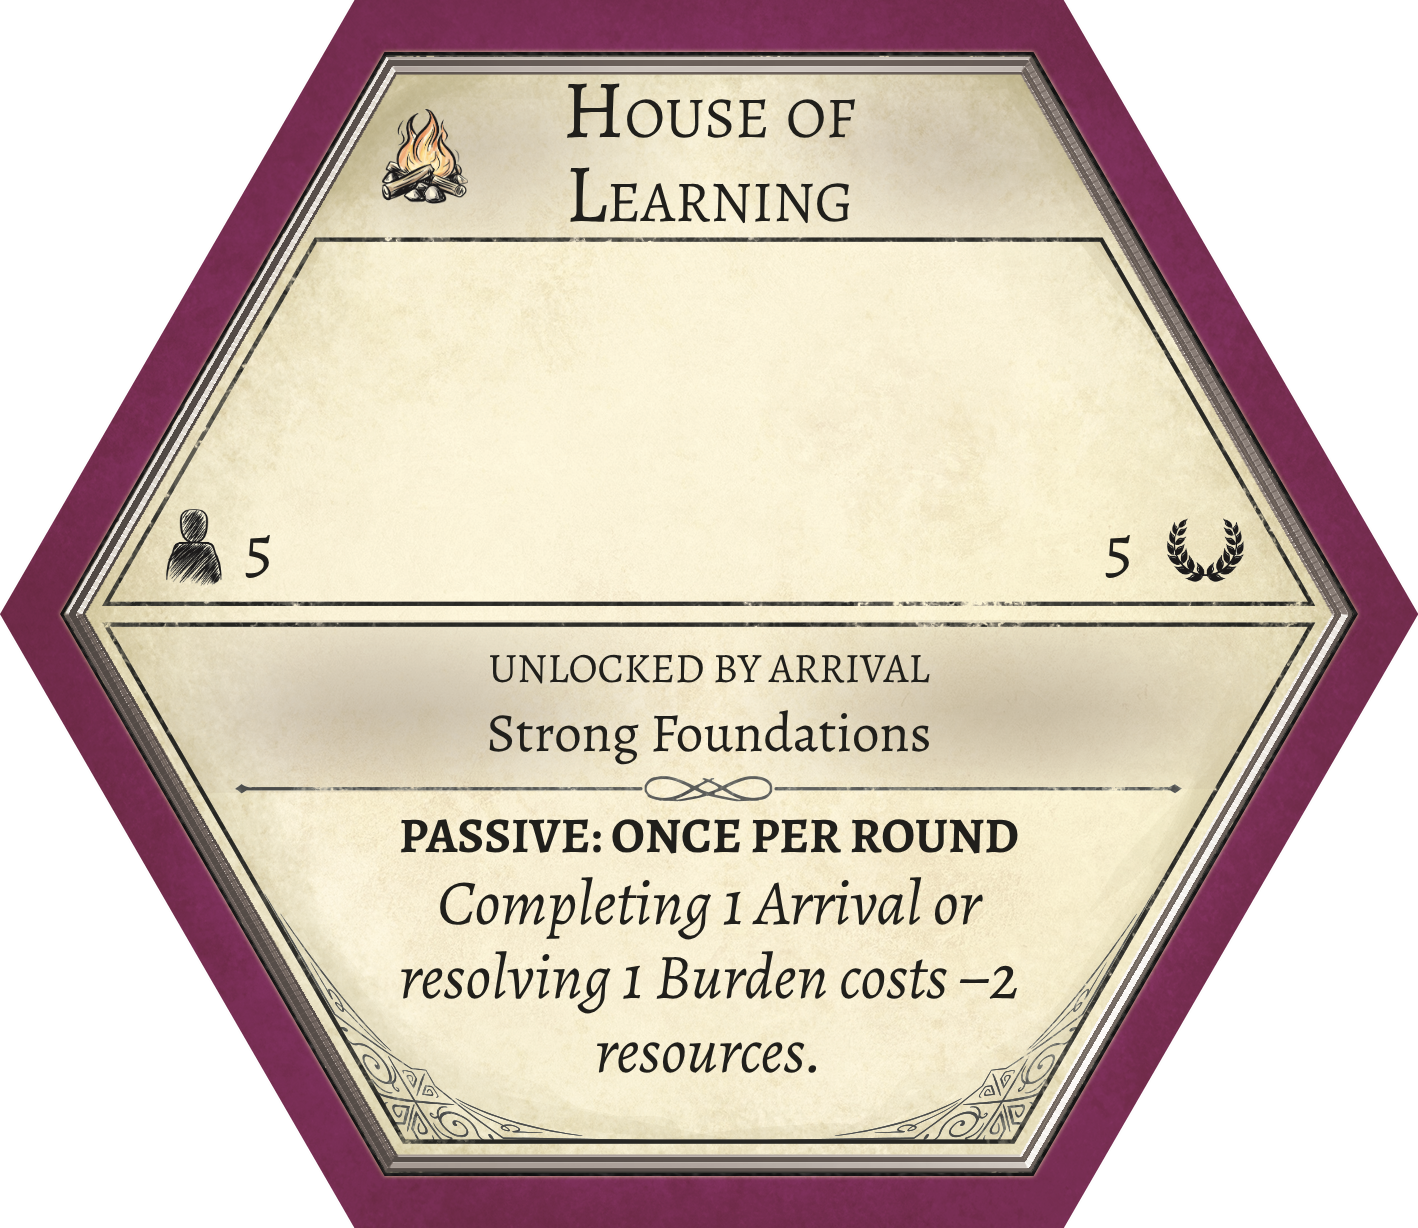 House of
Learning
5
5
UNLOCKED BY ARRIVAL
Strong Foundations
PASSIVE: ONCE PER ROUND
Completing 1 Arrival or
resolving 1 Burden costs –2
resources.